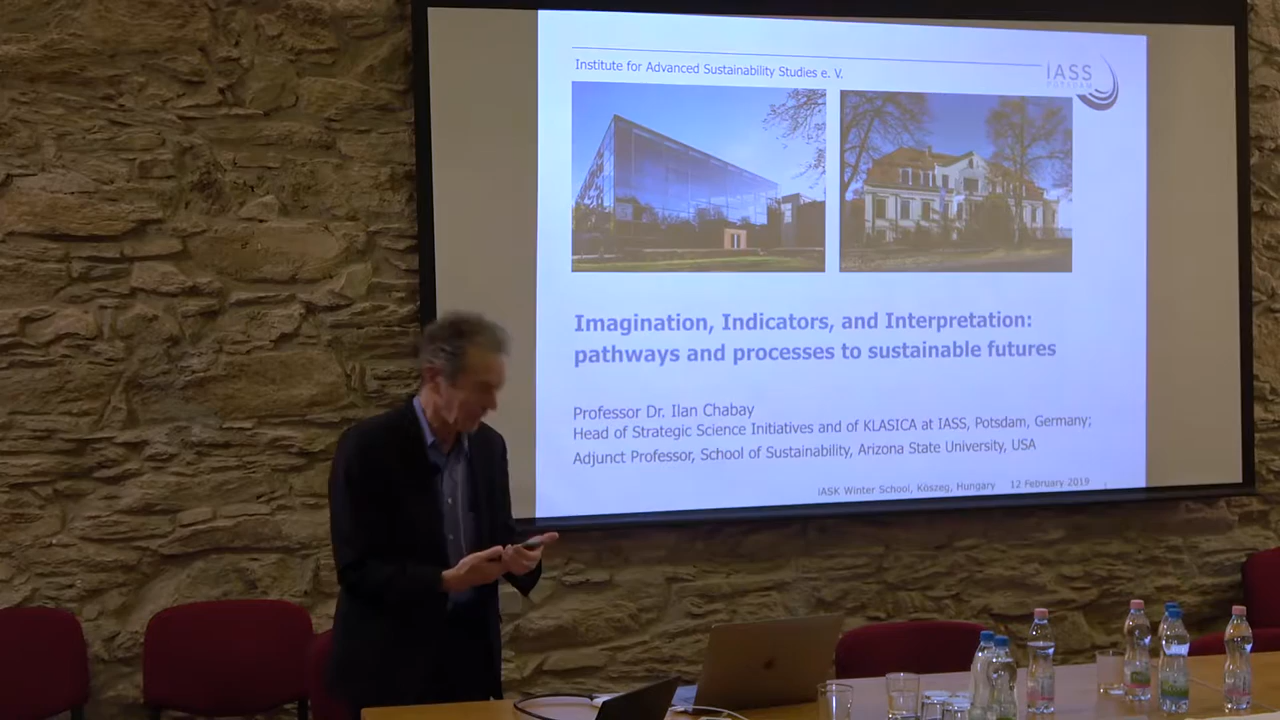 Institute for Advanced Sustainability Studies e. V.
IASS
POTSDAM
Imagination, Indicators, and Interpretation:
pathways and processes to sustainable futures
Professor Dr. Ilan Chabay
Head of Strategic Science Initiatives and of KLASICA at IASS, Potsdam, Germany;
Adjunct Professor, School of Sustainability, Arizona State University, USA
iASK Winter School, Kőszeg, Hungary 12 February 2019